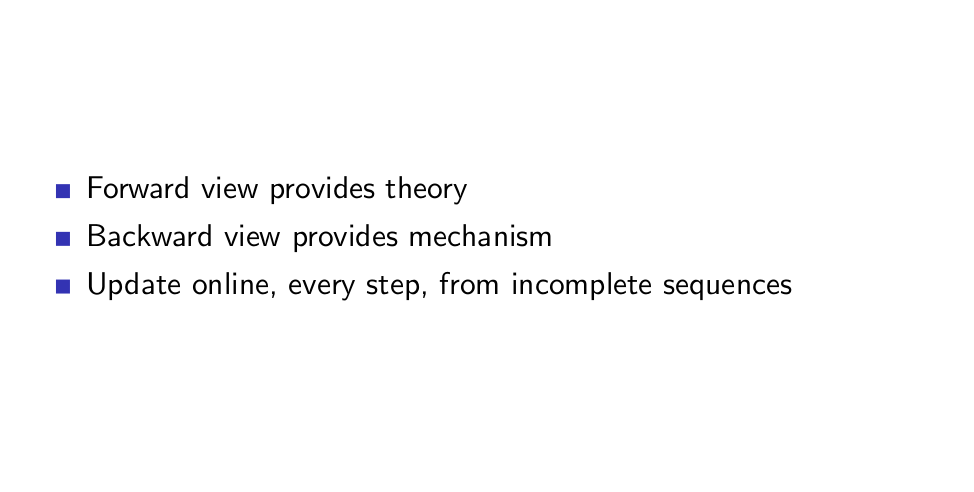 Forward view provides theory
Backward view provides mechanism
Update online, every step, from incomplete sequences